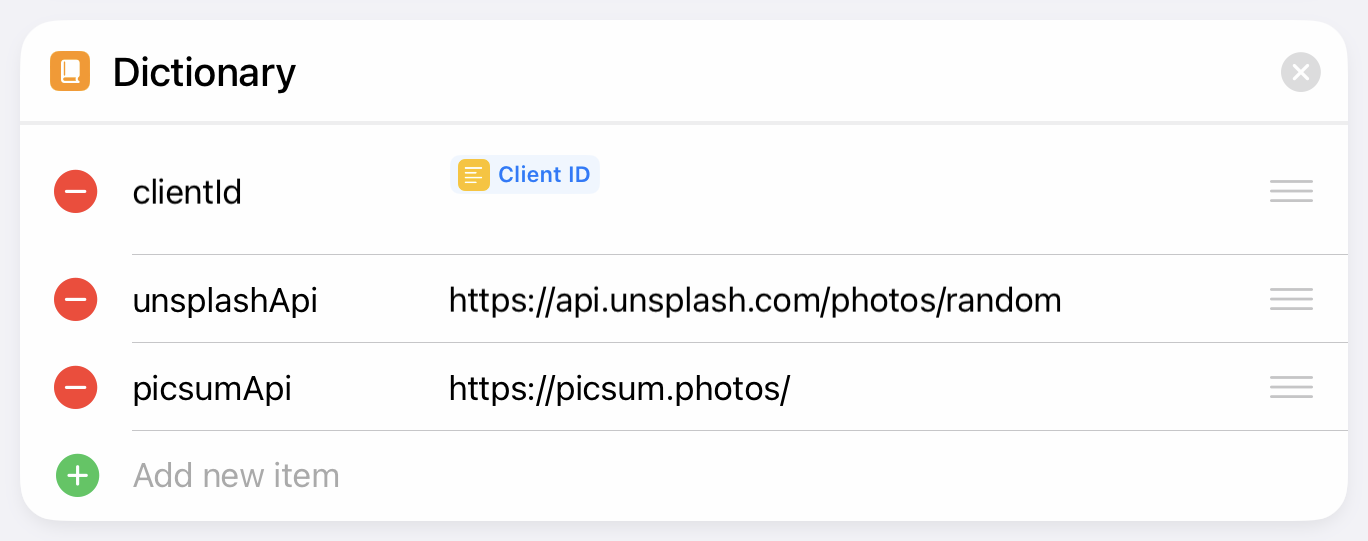 Dictionary
clientId Client ID
unsplashApi https://api.unsplash.com/photos/random
picsumApi https://picsum.photos/
Add new item